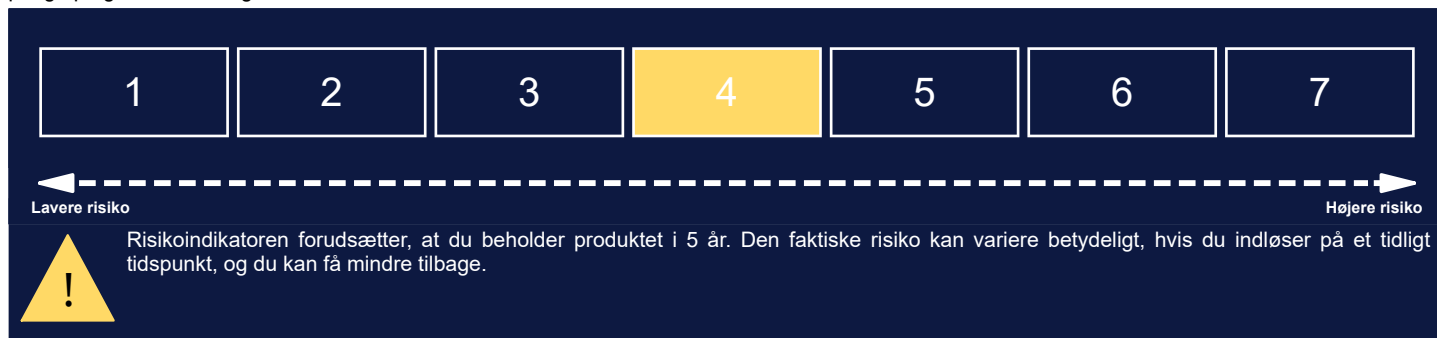 1 2 3 4 5 6 7
Lavere risiko Højere risiko
Risikoindikatoren forudsætter, at du beholder produktet i 5 år. Den faktiske risiko kan variere betydeligt, hvis du indløser på et tidligt
tidspunkt, og du kan få mindre tilbage.
!